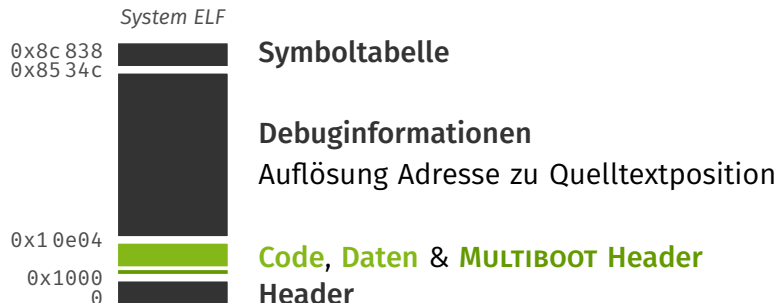 System ELF
0x8c838 Symboltabelle
0x8534c
Debuginformationen
Auflösung Adresse zu Quelltextposition
0x10e04
Code, Daten & MULTIBOOT Header
0x1000
0 Header